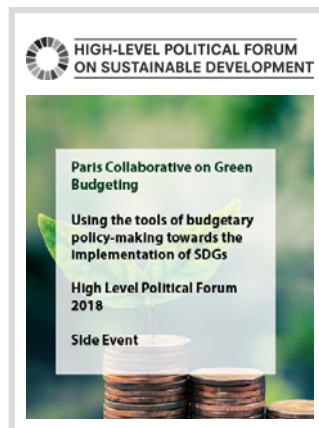 HIGH-LEVEL POLITICAL FORUM
ON SUSTAINABLE DEVELOPMENT
Paris Collaborative on Green
Budgeting
Using the tools of budgetary
policy-making towards the
implementation of SDGs
High Level Political Forum
2018
Side Event